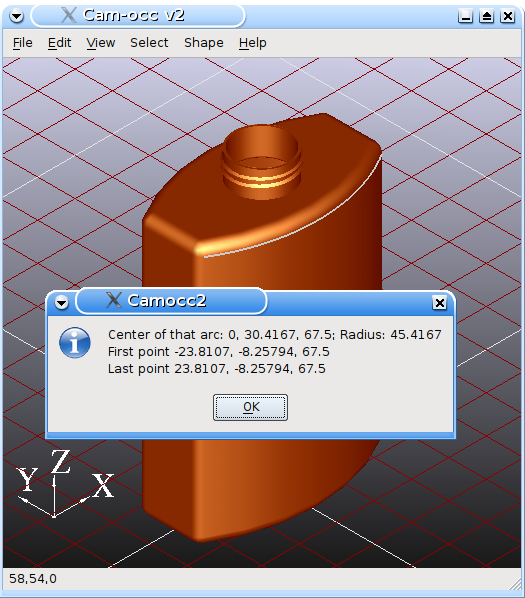 Cam-occ v2
File Edit View Select Shape Help
Camocc2
Center of that arc: 0, 30.4167, 67.5; Radius: 45.4167
First point -23.8107, -8.25794, 67.5
Last point 23.8107, -8.25794, 67.5
OK
Z
Y X
58,54,0